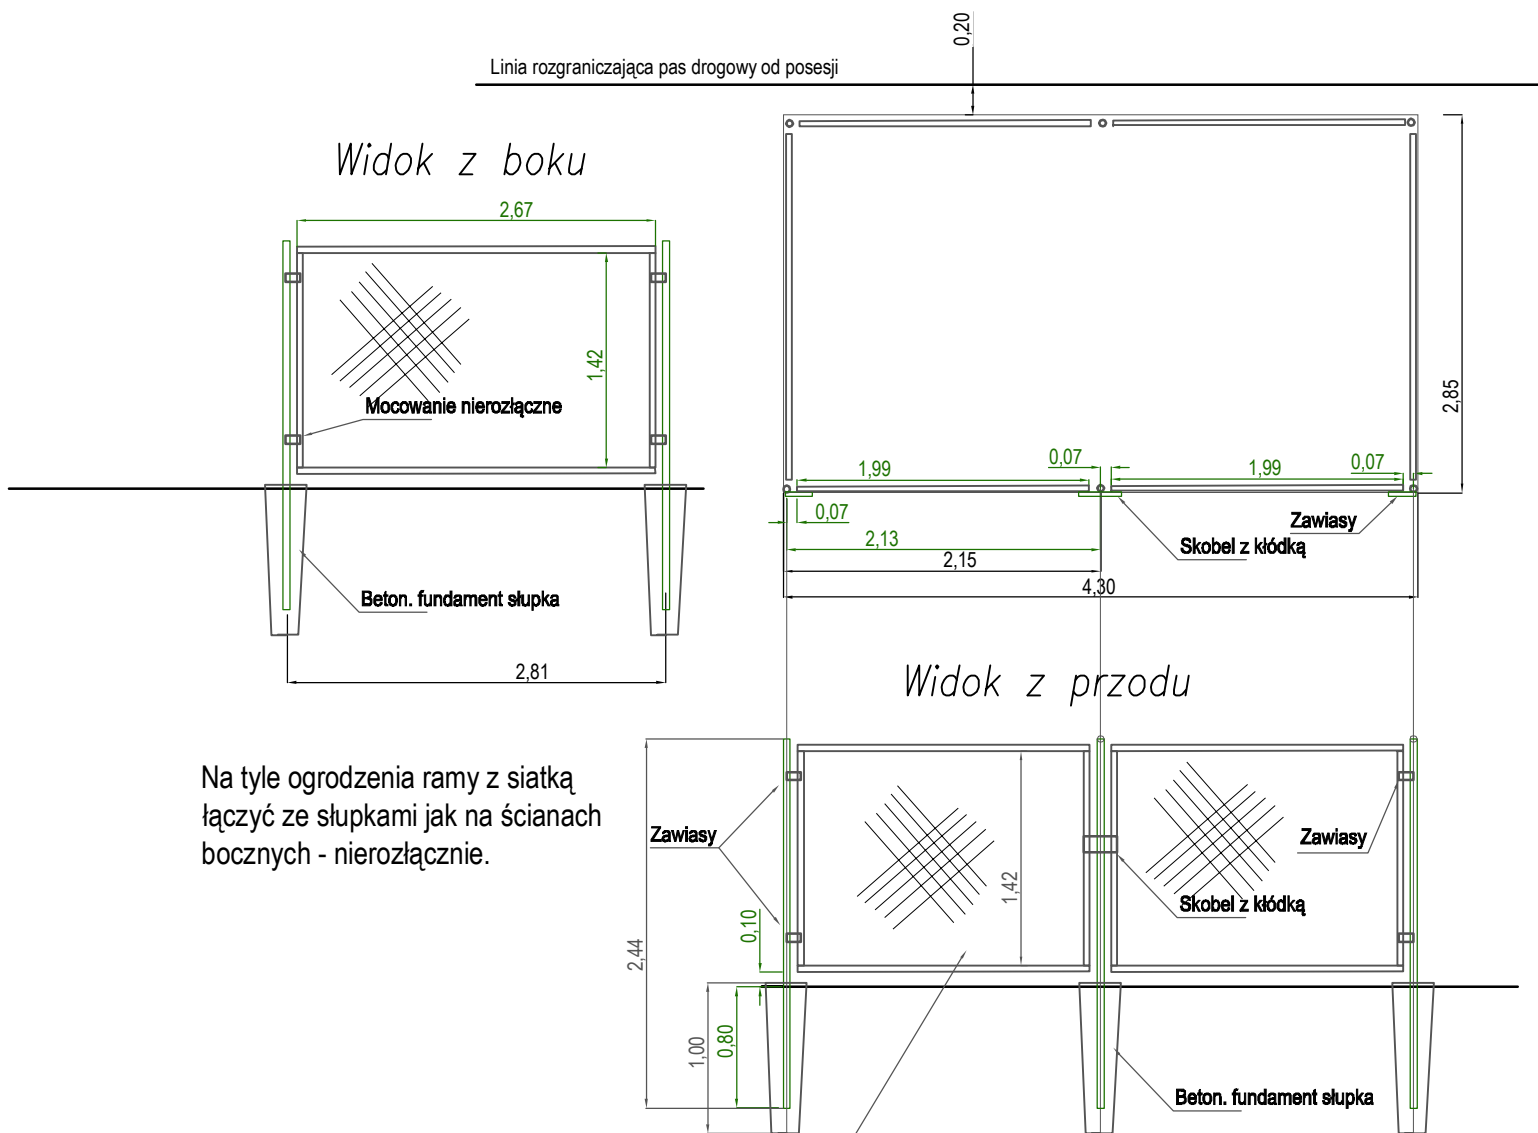 0,20
Linia rozgraniczająca pas drogowy od posesji
Widok z boku
2,67
1,42
Mocowanie nierozłączne
Beton. fundament słupka
2,81
2,85
1,99
0,07
1,99
0,07
0,07
Zawiasy
Skobel z kłódką
2,13
2,15
4,30
Widok z przodu
Na tyle ogrodzenia ramy z siatką
łączyć ze słupkami jak na ścianach
bocznych - nierozłącznie.
Zawiasy
Zawiasy
1,42
Skobel z kłódką
0,10
2,44
1,00
0,80
Beton. fundament słupka